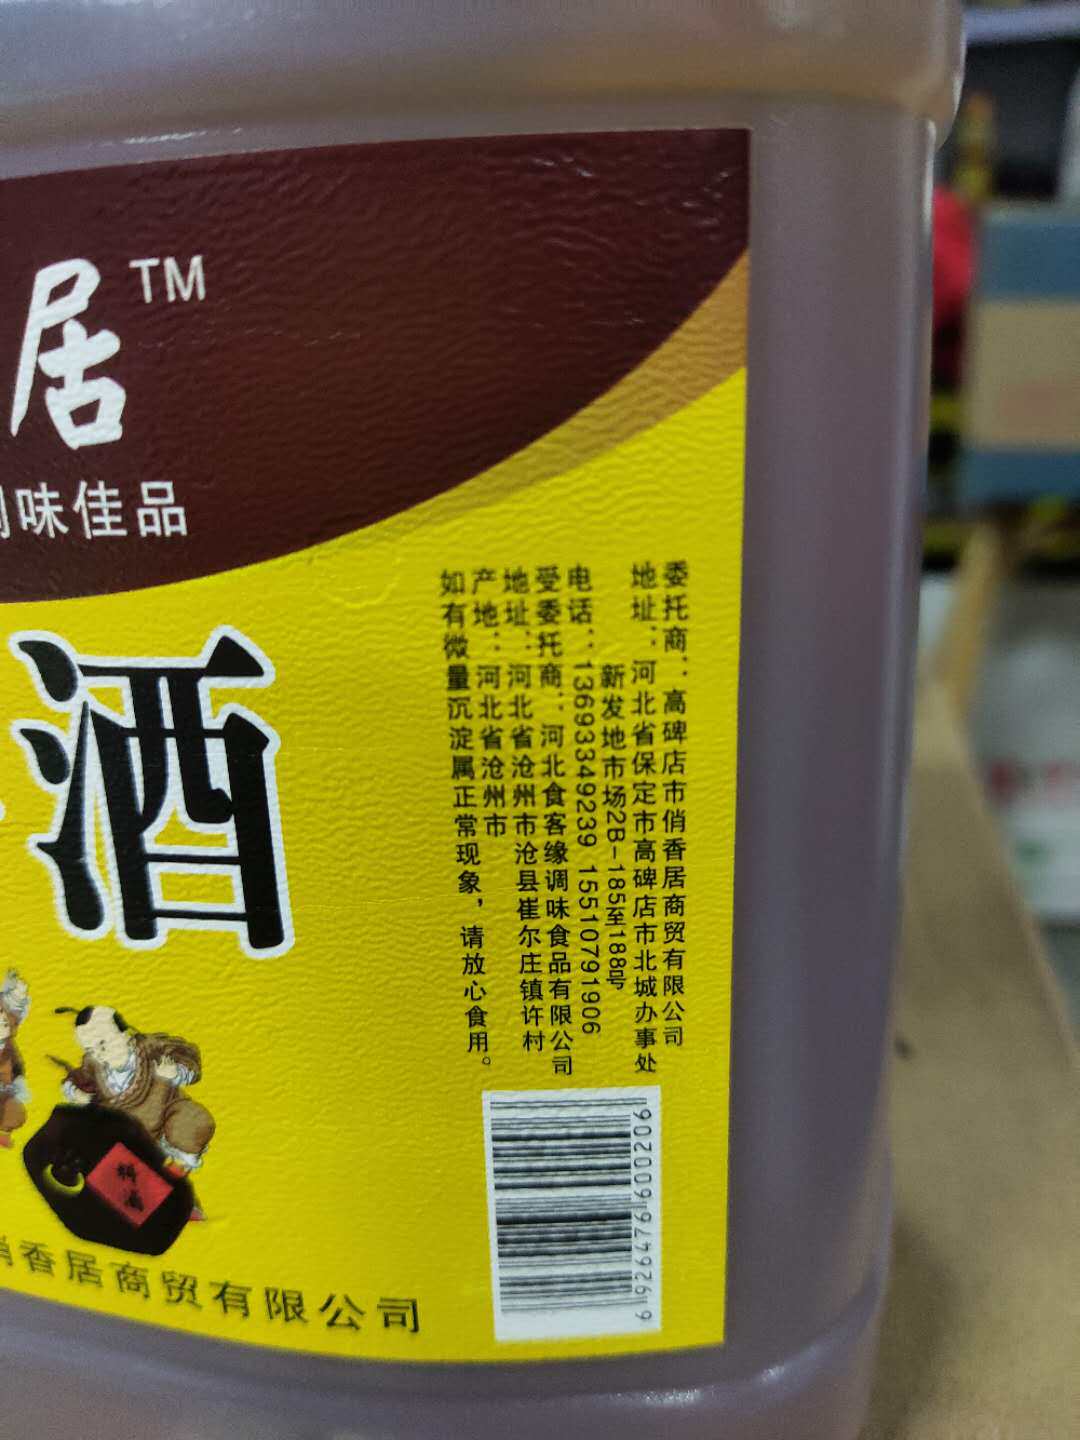 居TM
味佳品
酒
委托商：高碑店市俏香居商贸有限公司
地址：河北省保定市高碑店市北城办事处
新发地市场2B-185至188号
电话：13693349239 15510791906
受委托商：河北食客缘调味食品有限公司
地址：河北省沧州市沧县崔尔庄镇许村
产地：河北省沧州市
如有微量沉淀属正常现象，请放心食用。
料酒
俏香居商贸有限公司
6926476600206